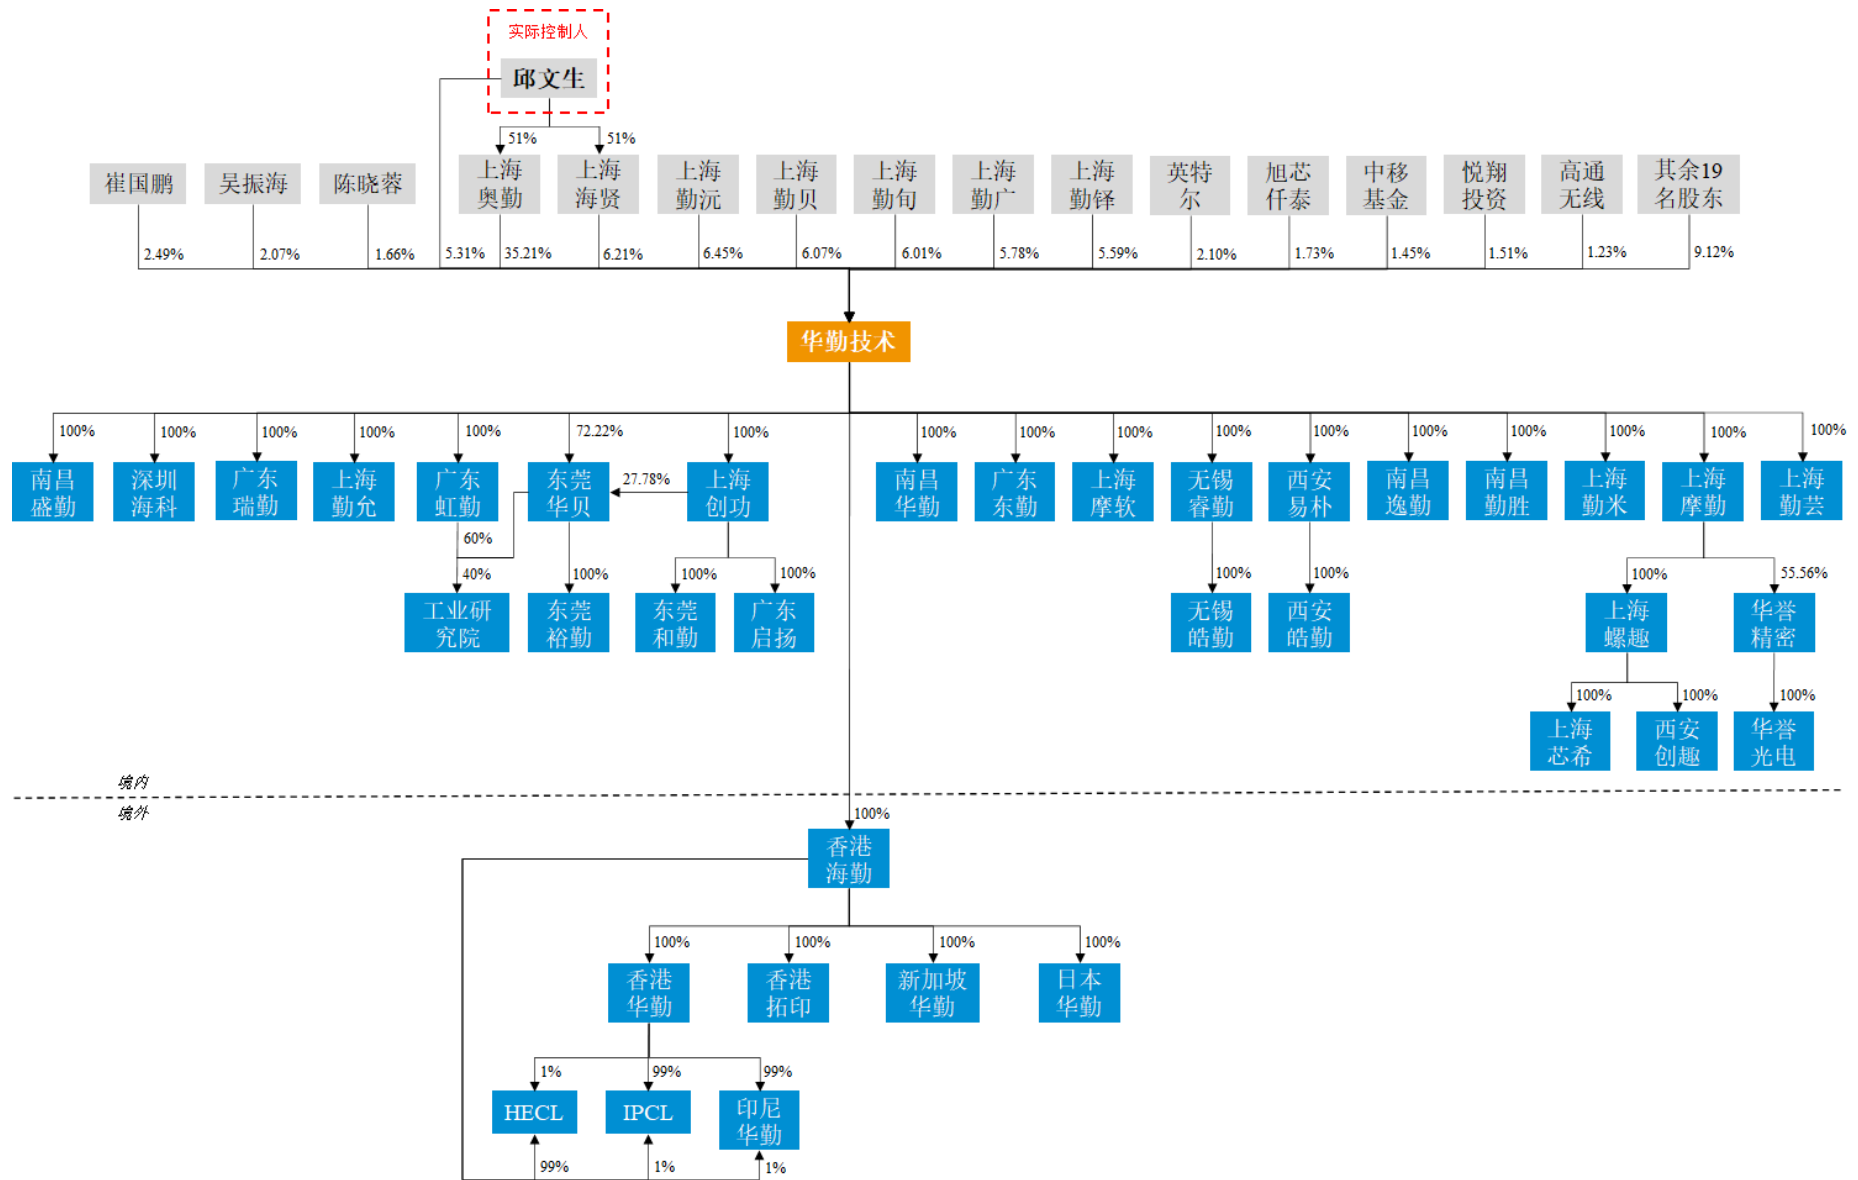 实际控制人
邱文生
51%
51%
崔国鹏
吴振海
陈晓蓉
上海
奥勤
上海
海贤
上海
勤沅
上海
勤贝
上海
勤旬
上海
勤广
上海
勤铎
英特
尔
旭芯
仟泰
中移
基金
悦翔
投资
高通
无线
其余19
名股东
2.49%
2.07%
1.66%
5.31%
35.21%
6.21%
6.45%
6.07%
6.01%
5.78%
5.59%
2.10%
1.73%
1.45%
1.51%
1.23%
9.12%
华勤技术
100%
100%
100%
100%
100%
72.22%
100%
100%
100%
100%
100%
100%
100%
100%
100%
100%
100%
南昌
盛勤
深圳
海科
广东
瑞勤
上海
勤允
广东
虹勤
东莞
华贝
27.78%
上海
创功
南昌
华勤
广东
东勤
上海
摩软
无锡
睿勤
西安
易朴
南昌
逸勤
南昌
勤胜
上海
勤米
上海
摩勤
上海
勤芸
60%
40%
100%
100%
100%
100%
100%
100%
55.56%
工业研
究院
东莞
裕勤
东莞
和勤
广东
启扬
无锡
皓勤
西安
皓勤
上海
螺趣
华誉
精密
100%
100%
100%
上海
芯希
西安
创趣
华誉
光电
境内
境外
100%
香港
海勤
100%
100%
100%
100%
香港
华勤
香港
拓印
新加坡
华勤
日本
华勤
1%
99%
99%
HECL
IPCL
印尼
华勤
99%
1%
1%